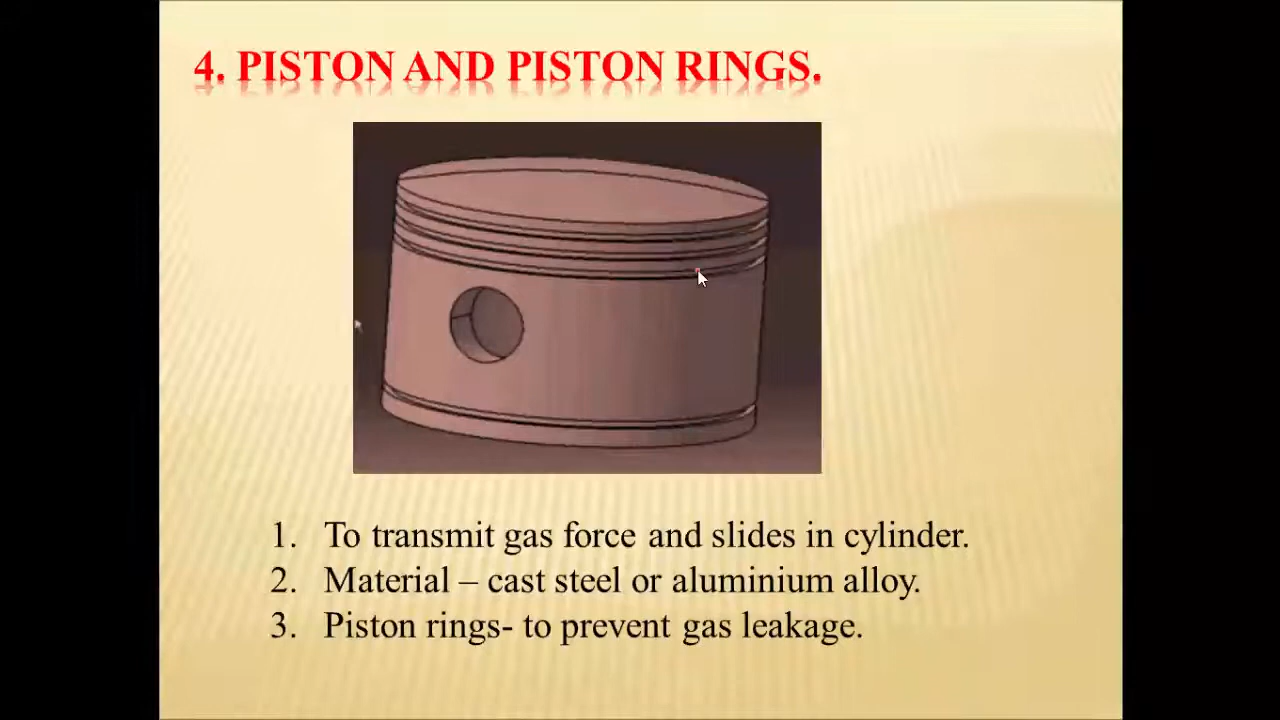 4. PISTON AND PISTON RINGS.
1. To transmit gas force and slides in cylinder.
2. Material – cast steel or aluminium alloy.
3. Piston rings- to prevent gas leakage.